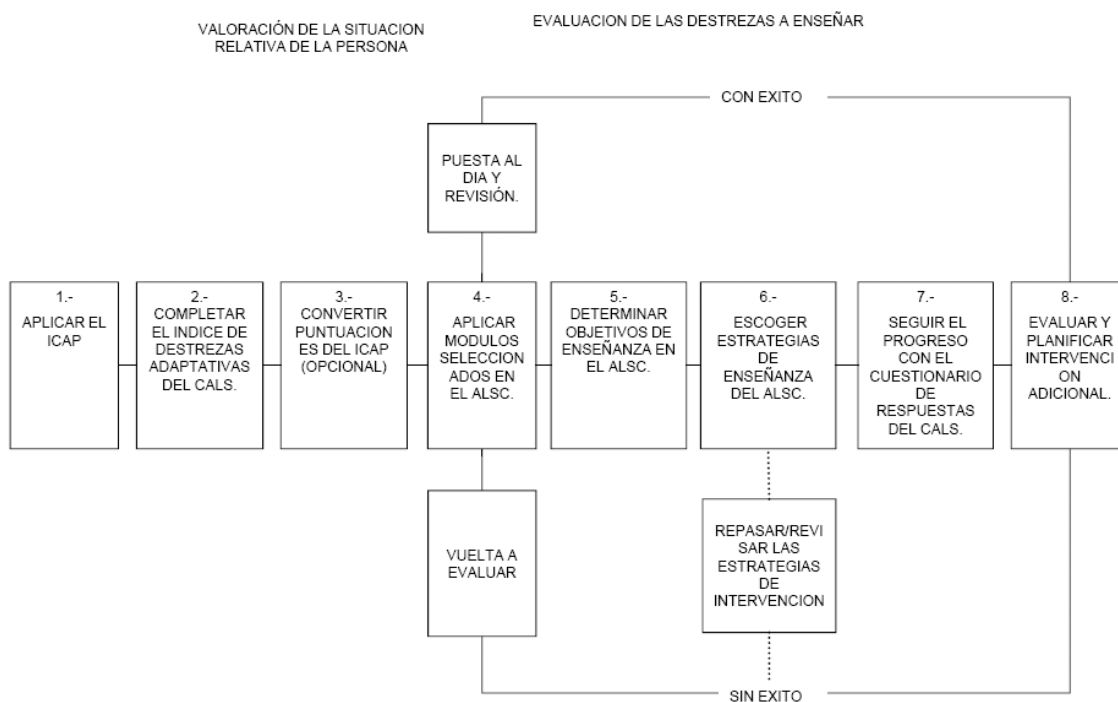 VALORACIÓN DE LA SITUACION
RELATIVA DE LA PERSONA
EVALUACION DE LAS DESTREZAS A ENSEÑAR
CON EXITO
PUESTA AL
DIA Y
REVISIÓN.
1.-
APLICAR EL
ICAP
2.-
COMPLETAR
EL INDICE DE
DESTREZAS
ADAPTATIVAS
DEL CALS.
3.-
CONVERTIR
PUNTUACION
ES DEL ICAP
(OPCIONAL)
4.-
APLICAR
MODULOS
SELECCION
ADOS EN
EL ALSC.
5.-
DETERMINAR
OBJETIVOS DE
ENSEÑANZA EN
EL ALSC.
6.-
ESCOGER
ESTRATEGIAS
DE
ENSEÑANZA
DEL ALSC.
7.-
SEGUIR EL
PROGRESO
CON EL
CUESTIONARIO
DE
RESPUESTAS
DEL CALS.
8.-
EVALUAR Y
PLANIFICAR
INTERVENCI
ON
ADICIONAL.
VUELTA A
EVALUAR
REPASAR/REVI
SAR LAS
ESTRATEGIAS
DE
INTERVENCION
SIN EXITO